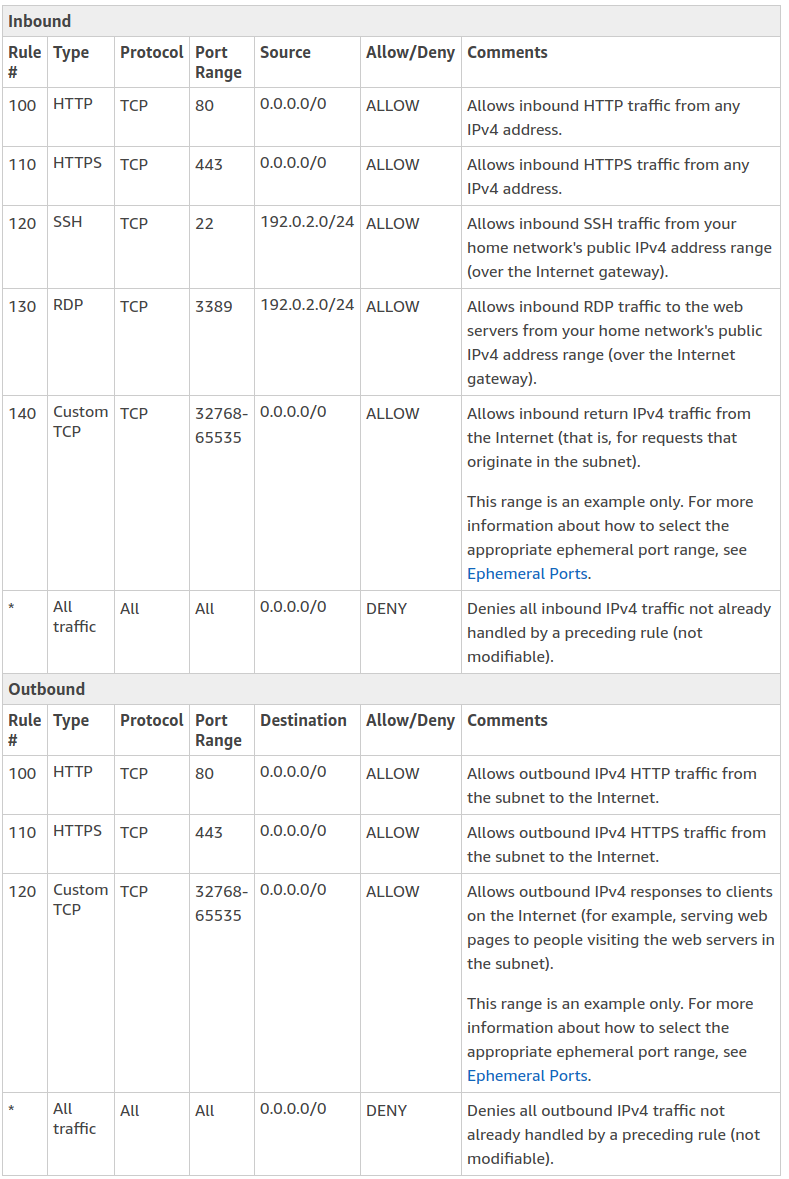 Inbound
Rule # Type Protocol Port Range Source Allow/Deny Comments
100 HTTP TCP 80 0.0.0.0/0 ALLOW Allows inbound HTTP traffic from any
IPv4 address.
110 HTTPS TCP 443 0.0.0.0/0 ALLOW Allows inbound HTTPS traffic from any
IPv4 address.
120 SSH TCP 22 192.0.2.0/24 ALLOW Allows inbound SSH traffic from your
home network's public IPv4 address range
(over the Internet gateway).
130 RDP TCP 3389 192.0.2.0/24 ALLOW Allows inbound RDP traffic to the web
servers from your home network's public
IPv4 address range (over the Internet
gateway).
140 Custom TCP TCP 32768-65535 0.0.0.0/0 ALLOW Allows inbound return IPv4 traffic from
the Internet (that is, for requests that
originate in the subnet).
This range is an example only. For more
information about how to select the
appropriate ephemeral port range, see
Ephemeral Ports.
* All traffic All All 0.0.0.0/0 DENY Denies all inbound IPv4 traffic not already
handled by a preceding rule (not
modifiable).
Outbound
Rule # Type Protocol Port Range Destination Allow/Deny Comments
100 HTTP TCP 80 0.0.0.0/0 ALLOW Allows outbound IPv4 HTTP traffic from
the subnet to the Internet.
110 HTTPS TCP 443 0.0.0.0/0 ALLOW Allows outbound IPv4 HTTPS traffic from
the subnet to the Internet.
120 Custom TCP TCP 32768-65535 0.0.0.0/0 ALLOW Allows outbound IPv4 responses to clients
on the Internet (for example, serving web
pages to people visiting the web servers in
the subnet).
This range is an example only. For more
information about how to select the
appropriate ephemeral port range, see
Ephemeral Ports.
* All traffic All All 0.0.0.0/0 DENY Denies all outbound IPv4 traffic not
already handled by a preceding rule (not
modifiable).